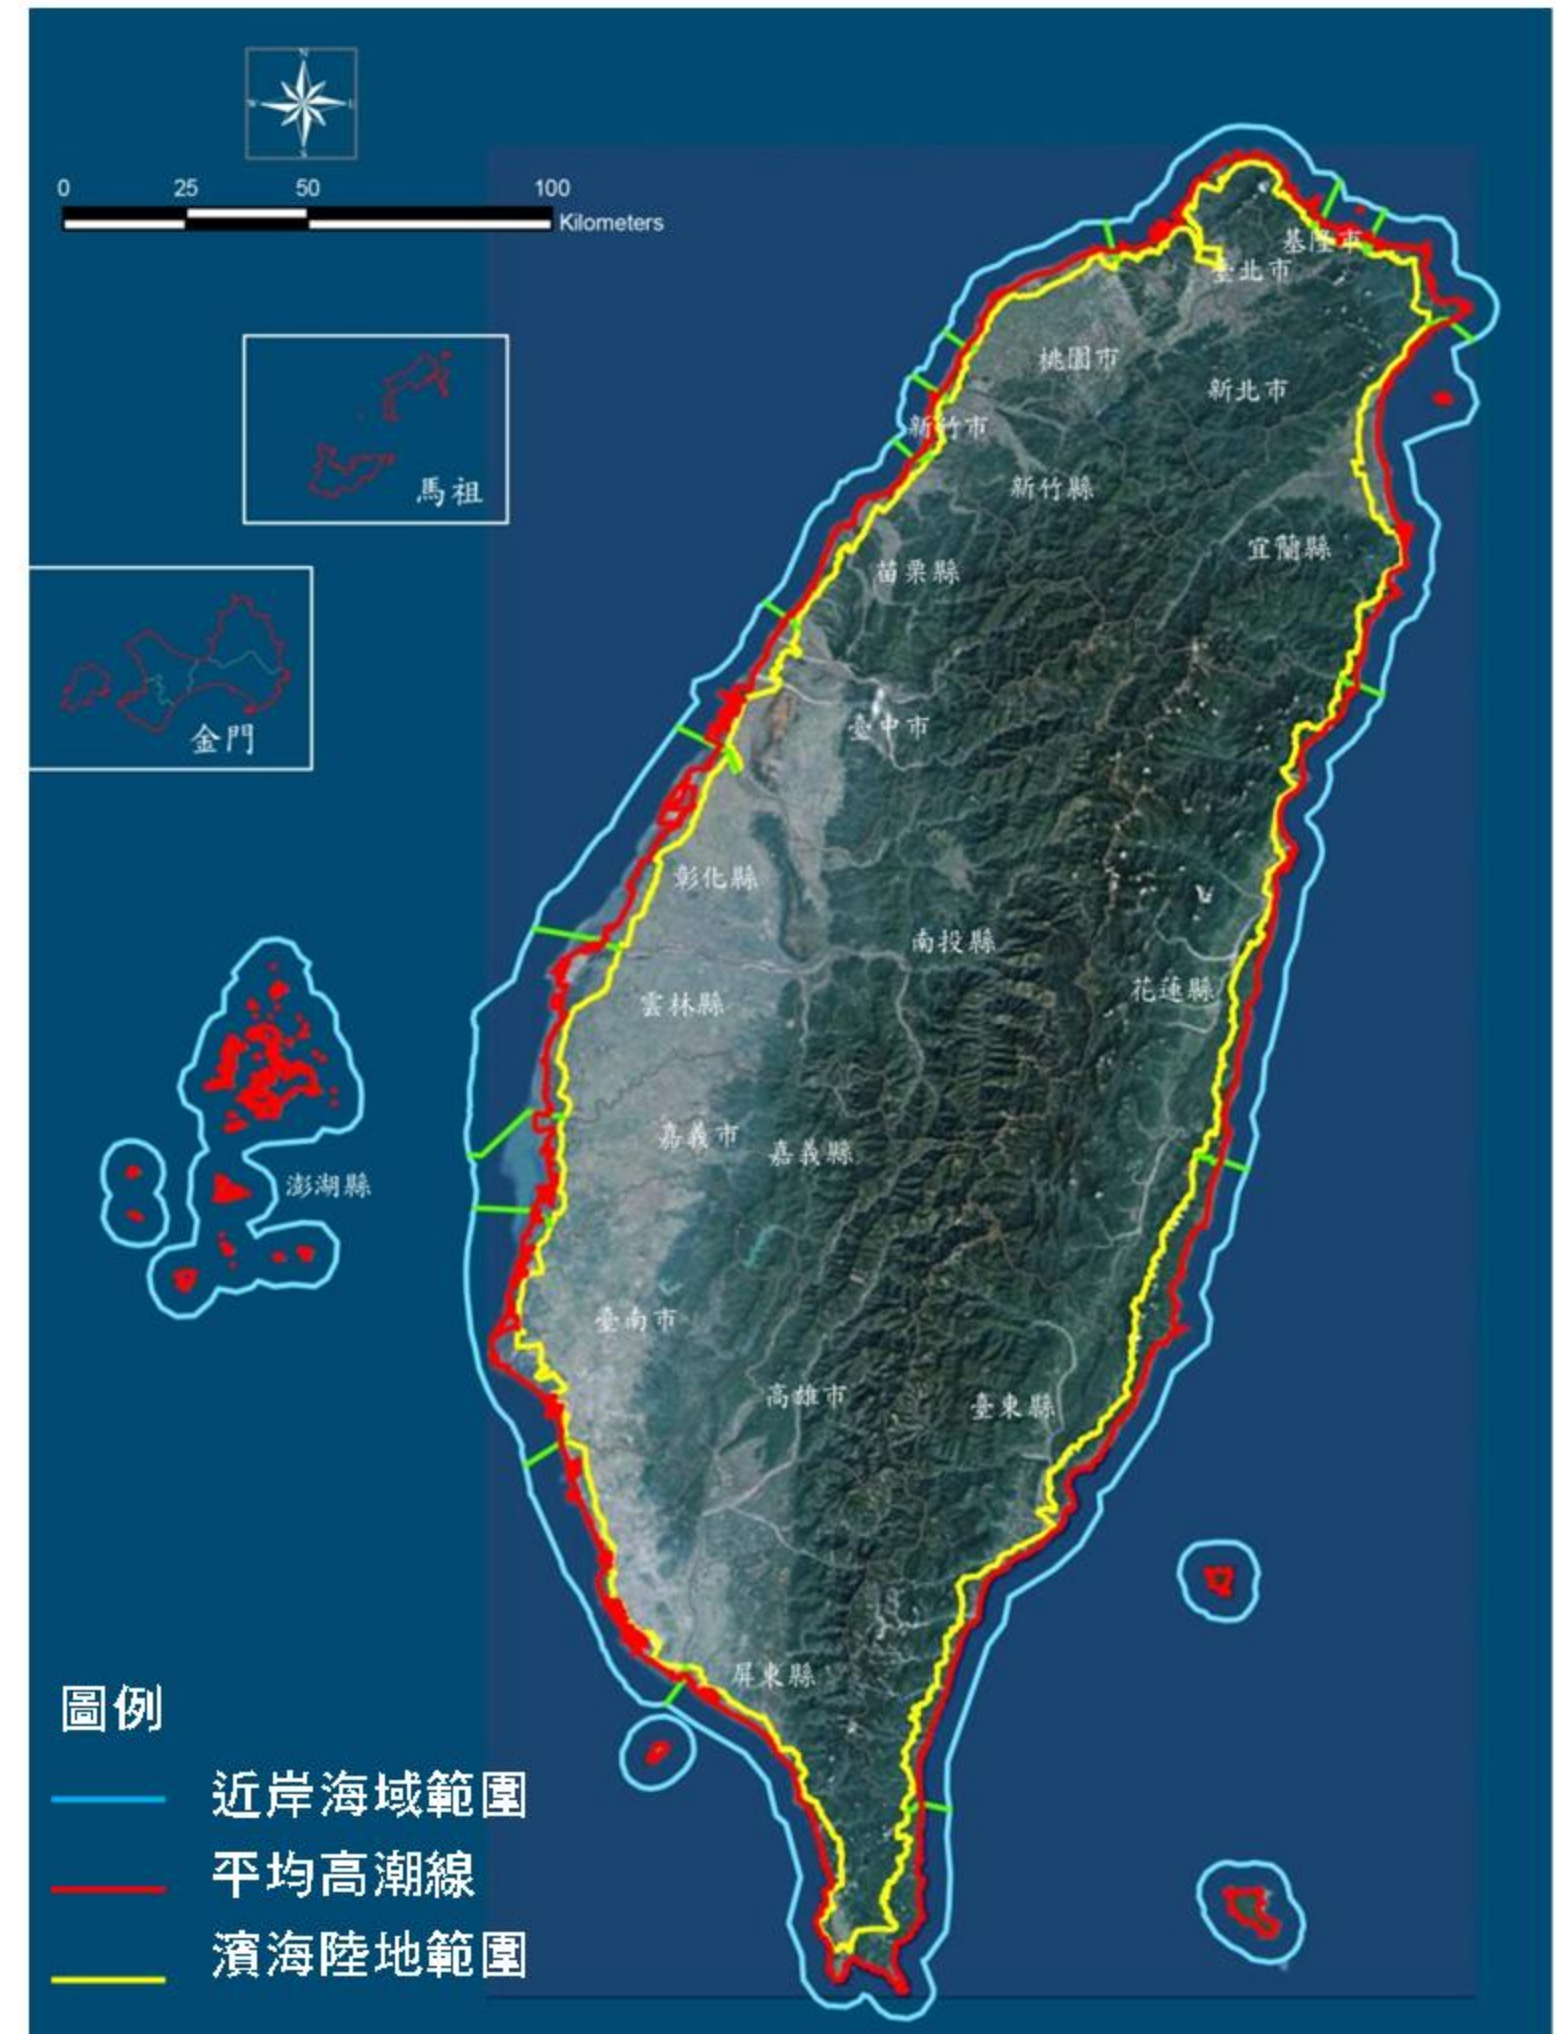 N
W E
S
0 25 50 100
Kilometers
基隆市
臺北市
桃園市
新北市
新竹市
馬祖
新竹縣
宜蘭縣
苗栗縣
臺中市
金門
彰化縣
南投縣
花蓮縣
雲林縣
嘉義市
嘉義縣
澎湖縣
臺南市
高雄市
臺東縣
屏東縣
圖例
近岸海域範圍
平均高潮線
濱海陸地範圍